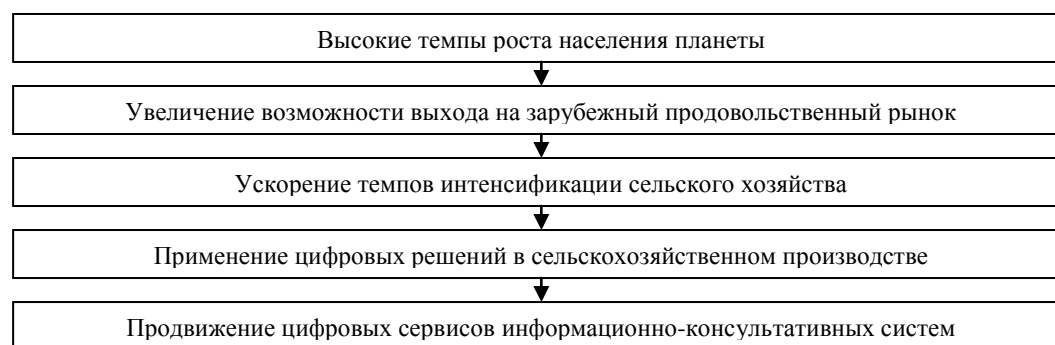 Высокие темпы роста населения планеты
Увеличение возможности выхода на зарубежный продовольственный рынок
Ускорение темпов интенсификации сельского хозяйства
Применение цифровых решений в сельскохозяйственном производстве
Продвижение цифровых сервисов информационно-консультативных систем